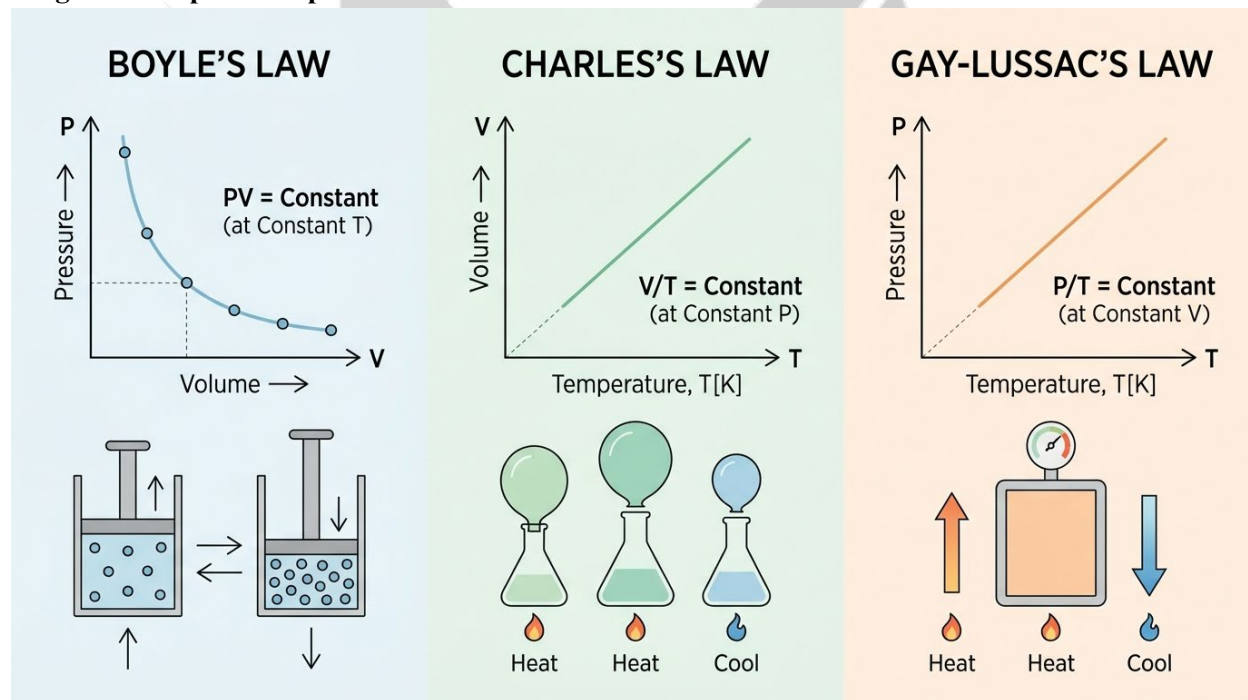 BOYLE'S LAW
P
Pressure
PV = Constant
(at Constant T)
V
Volume
CHARLES'S LAW
V
Volume
V/T = Constant
(at Constant P)
T
Temperature, T[K]
Heat
Heat
Cool
GAY-LUSSAC'S LAW
P
Pressure
P/T = Constant
(at Constant V)
T
Temperature, T[K]
Heat
Heat
Cool